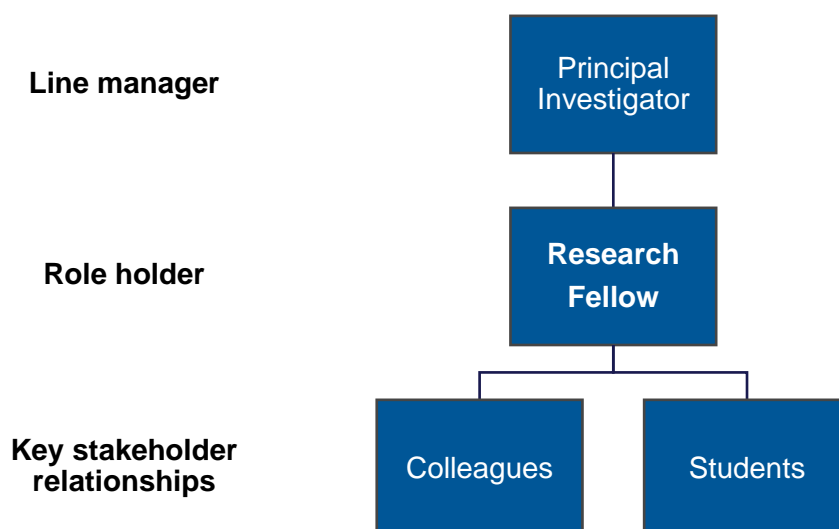 Line manager
Principal
Investigator
Role holder
Research
Fellow
Key stakeholder
relationships
Colleagues
Students